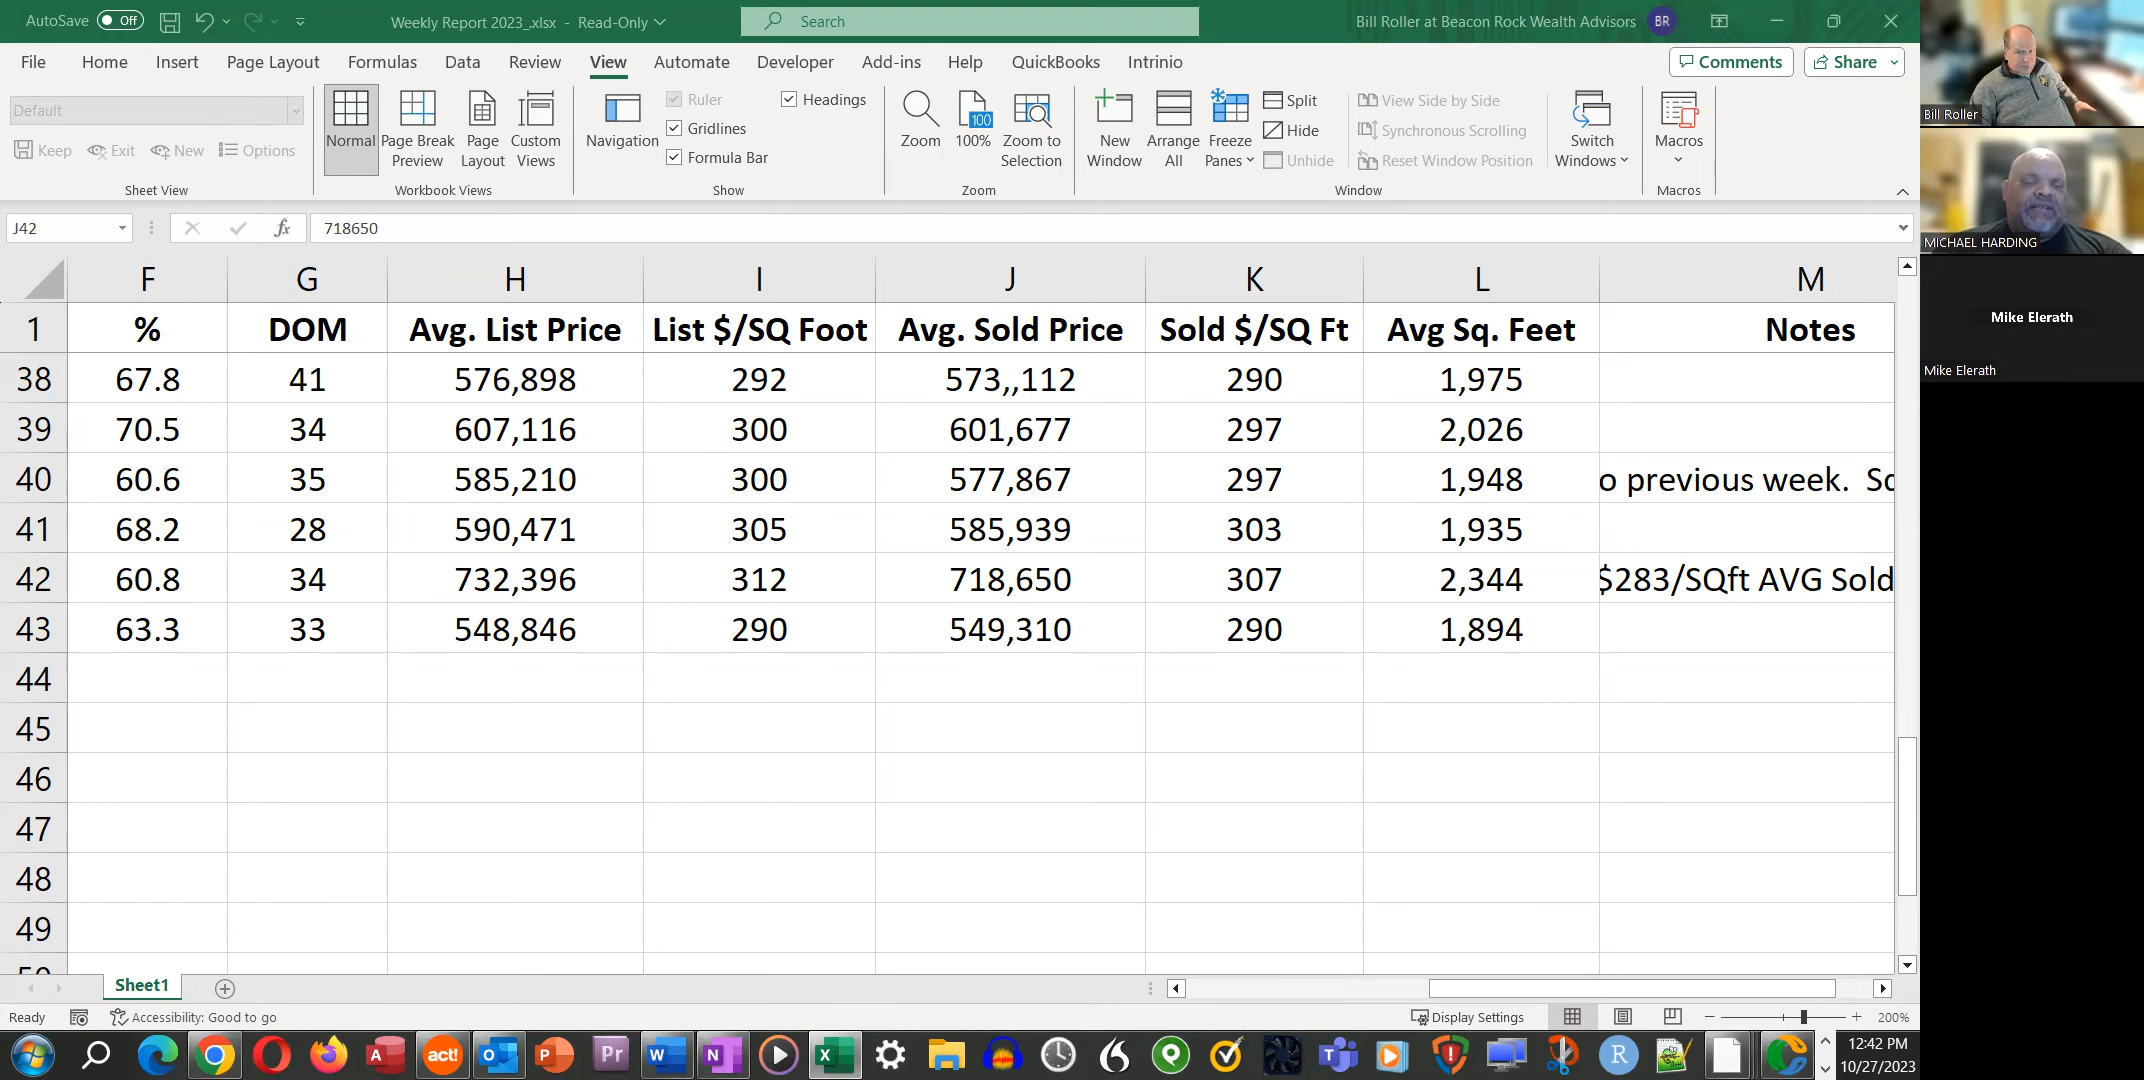 AutoSave Off Weekly Report 2023_.xlsx - Read-Only Search Bill Roller at Beacon Rock Wealth Advisors BR
File Home Insert Page Layout Formulas Data Review View Automate Developer Add-ins Help QuickBooks Intrinio Comments Share
Default
Keep Exit New Options
Sheet View
Normal
Page Break Preview
Page Layout
Custom Views
Workbook Views
Navigation
Ruler
Gridlines
Formula Bar
Headings
Show
Zoom
100
100%
Zoom to Selection
Zoom
New Window
Arrange All
Freeze Panes
Split
Hide
Unhide
View Side by Side
Synchronous Scrolling
Reset Window Position
Switch Windows
Window
Macros
Macros
J42 fx 718650
F G H I J K L M
1 % DOM Avg. List Price List $/SQ Foot Avg. Sold Price Sold $/SQ Ft Avg Sq. Feet Notes
38 67.8 41 576,898 292 573,,112 290 1,975
39 70.5 34 607,116 300 601,677 297 2,026
40 60.6 35 585,210 300 577,867 297 1,948 o previous week.
41 68.2 28 590,471 305 585,939 303 1,935
42 60.8 34 732,396 312 718,650 307 2,344 $283/SQft AVG Sold
43 63.3 33 548,846 290 549,310 290 1,894
44
45
46
47
48
49
50
Sheet1
Ready Accessibility: Good to go Display Settings 200%
A act! O P Pr W N X T R
12:42 PM
10/27/2023
Bill Roller
MICHAEL HARDING
Mike Elerath
Mike Elerath